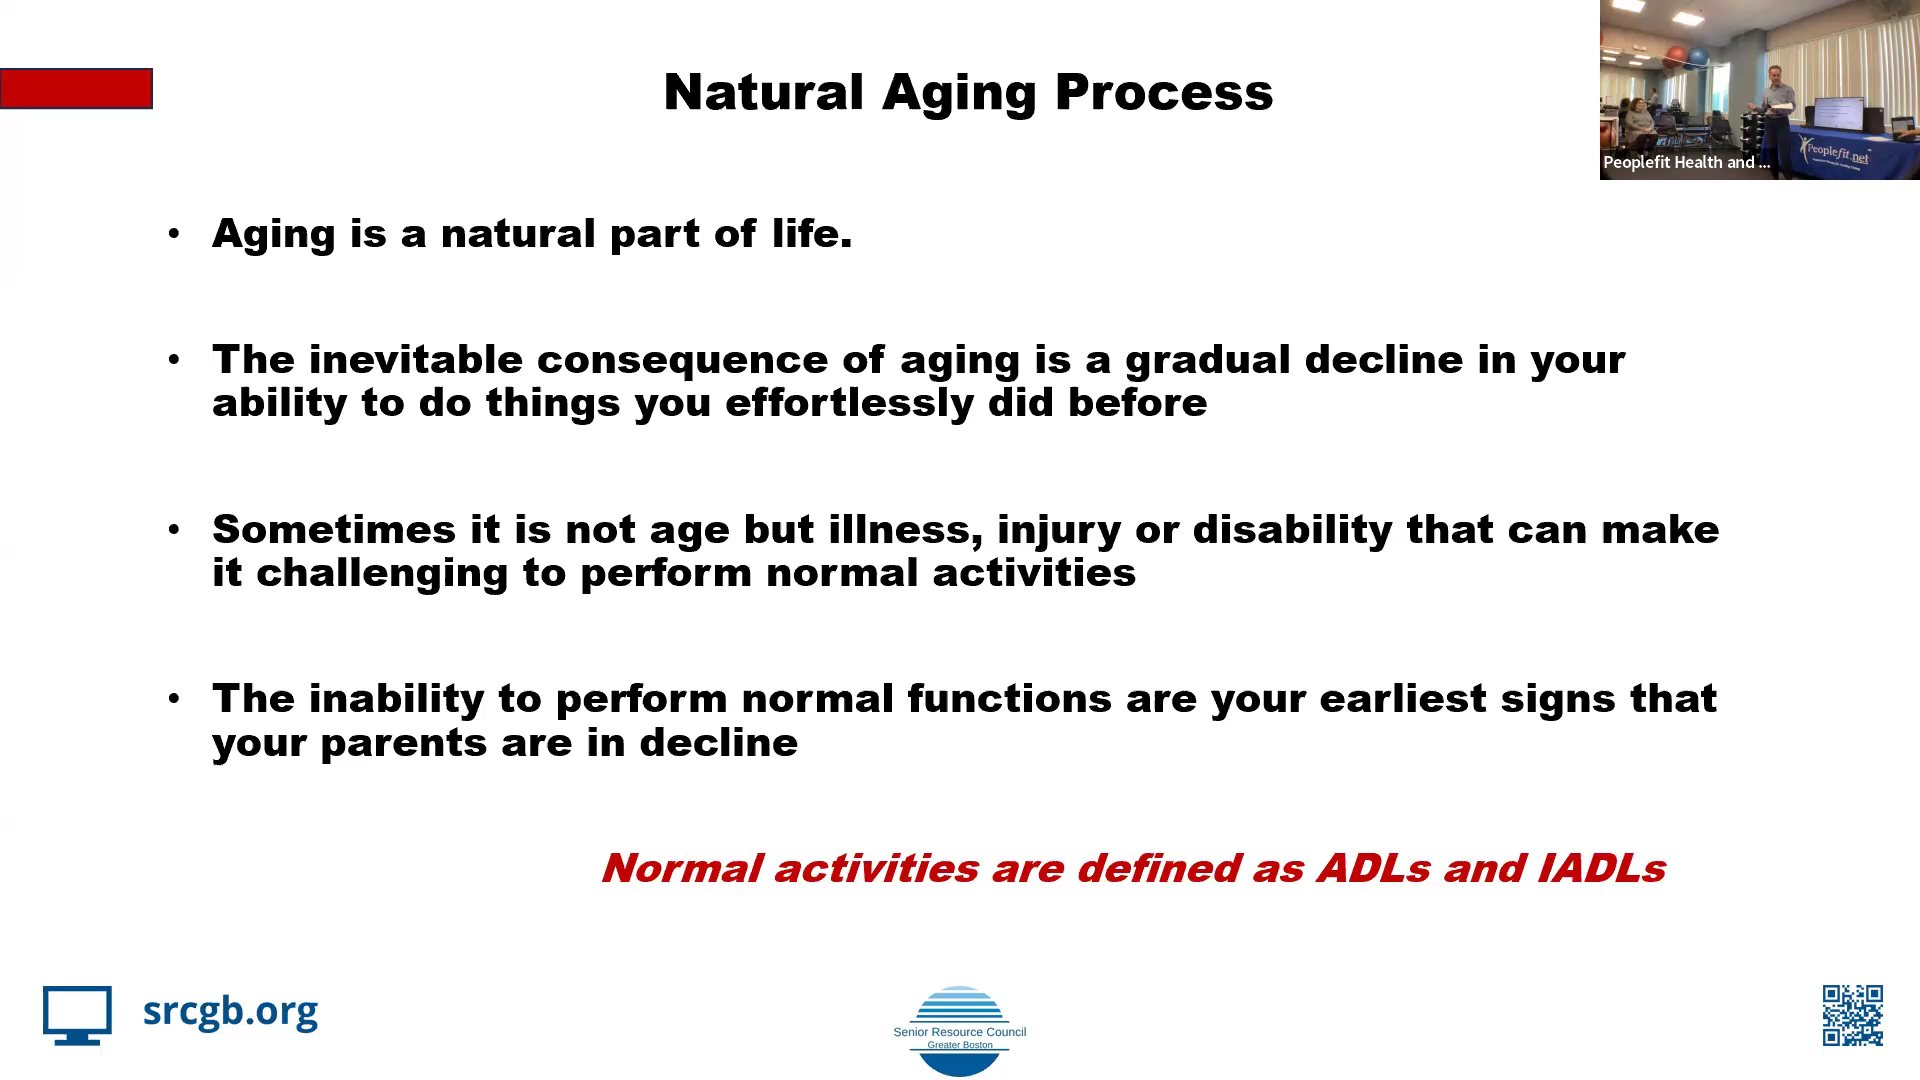 Natural Aging Process
Peoplefit Health and ...
Peoplefit.net
• Aging is a natural part of life.
• The inevitable consequence of aging is a gradual decline in your
ability to do things you effortlessly did before
• Sometimes it is not age but illness, injury or disability that can make
it challenging to perform normal activities
• The inability to perform normal functions are your earliest signs that
your parents are in decline
Normal activities are defined as ADLs and IADLs
srcgb.org
Senior Resource Council
Greater Boston